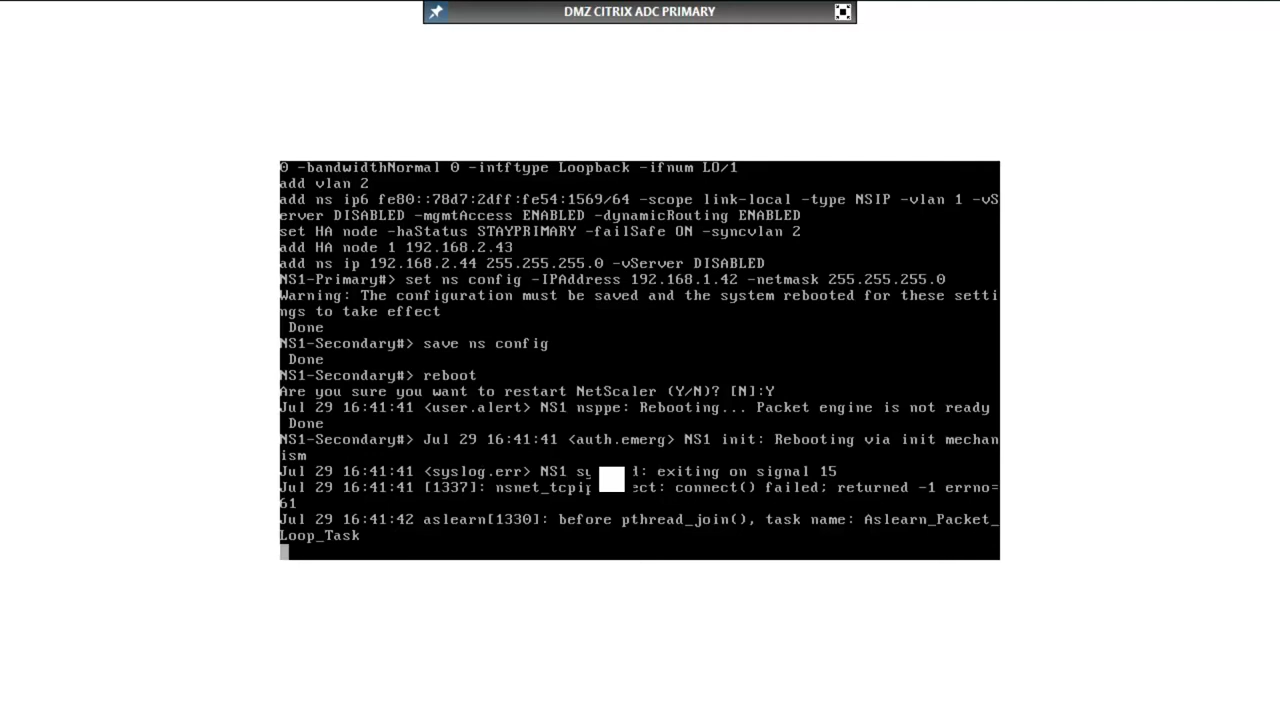 DMZ CITRIX ADC PRIMARY
0 -bandwidthNormal 0 -intftype Loopback -ifnum LO/1
add vlan 2
add ns ip6 fe80::78d7:2dff:fe54:1569/64 -scope link-local -type NSIP -vlan 1 -vS
erver DISABLED -mgmtAccess ENABLED -dynamicRouting ENABLED
set HA node -haStatus STAYPRIMARY -failSafe ON -syncvlan 2
add HA node 1 192.168.2.43
add ns ip 192.168.2.44 255.255.255.0 -vServer DISABLED
NS1-Primary#> set ns config -IPAddress 192.168.1.42 -netmask 255.255.255.0
Warning: The configuration must be saved and the system rebooted for these setti
ngs to take effect
Done
NS1-Secondary#> save ns config
Done
NS1-Secondary#> reboot
Are you sure you want to restart NetScaler (Y/N)? [N]:Y
Jul 29 16:41:41 <user.alert> NS1 nsppe: Rebooting... Packet engine is not ready
Done
NS1-Secondary#> Jul 29 16:41:41 <auth.emerg> NS1 init: Rebooting via init mechan
ism
Jul 29 16:41:41 <syslog.err> NS1 exiting on signal 15
Jul 29 16:41:41 [1337]: connect() failed; returned -1 errno=
61
Jul 29 16:41:42 aslearn[1330]: before pthread_join(), task name: Aslearn_Packet_
Loop_Task